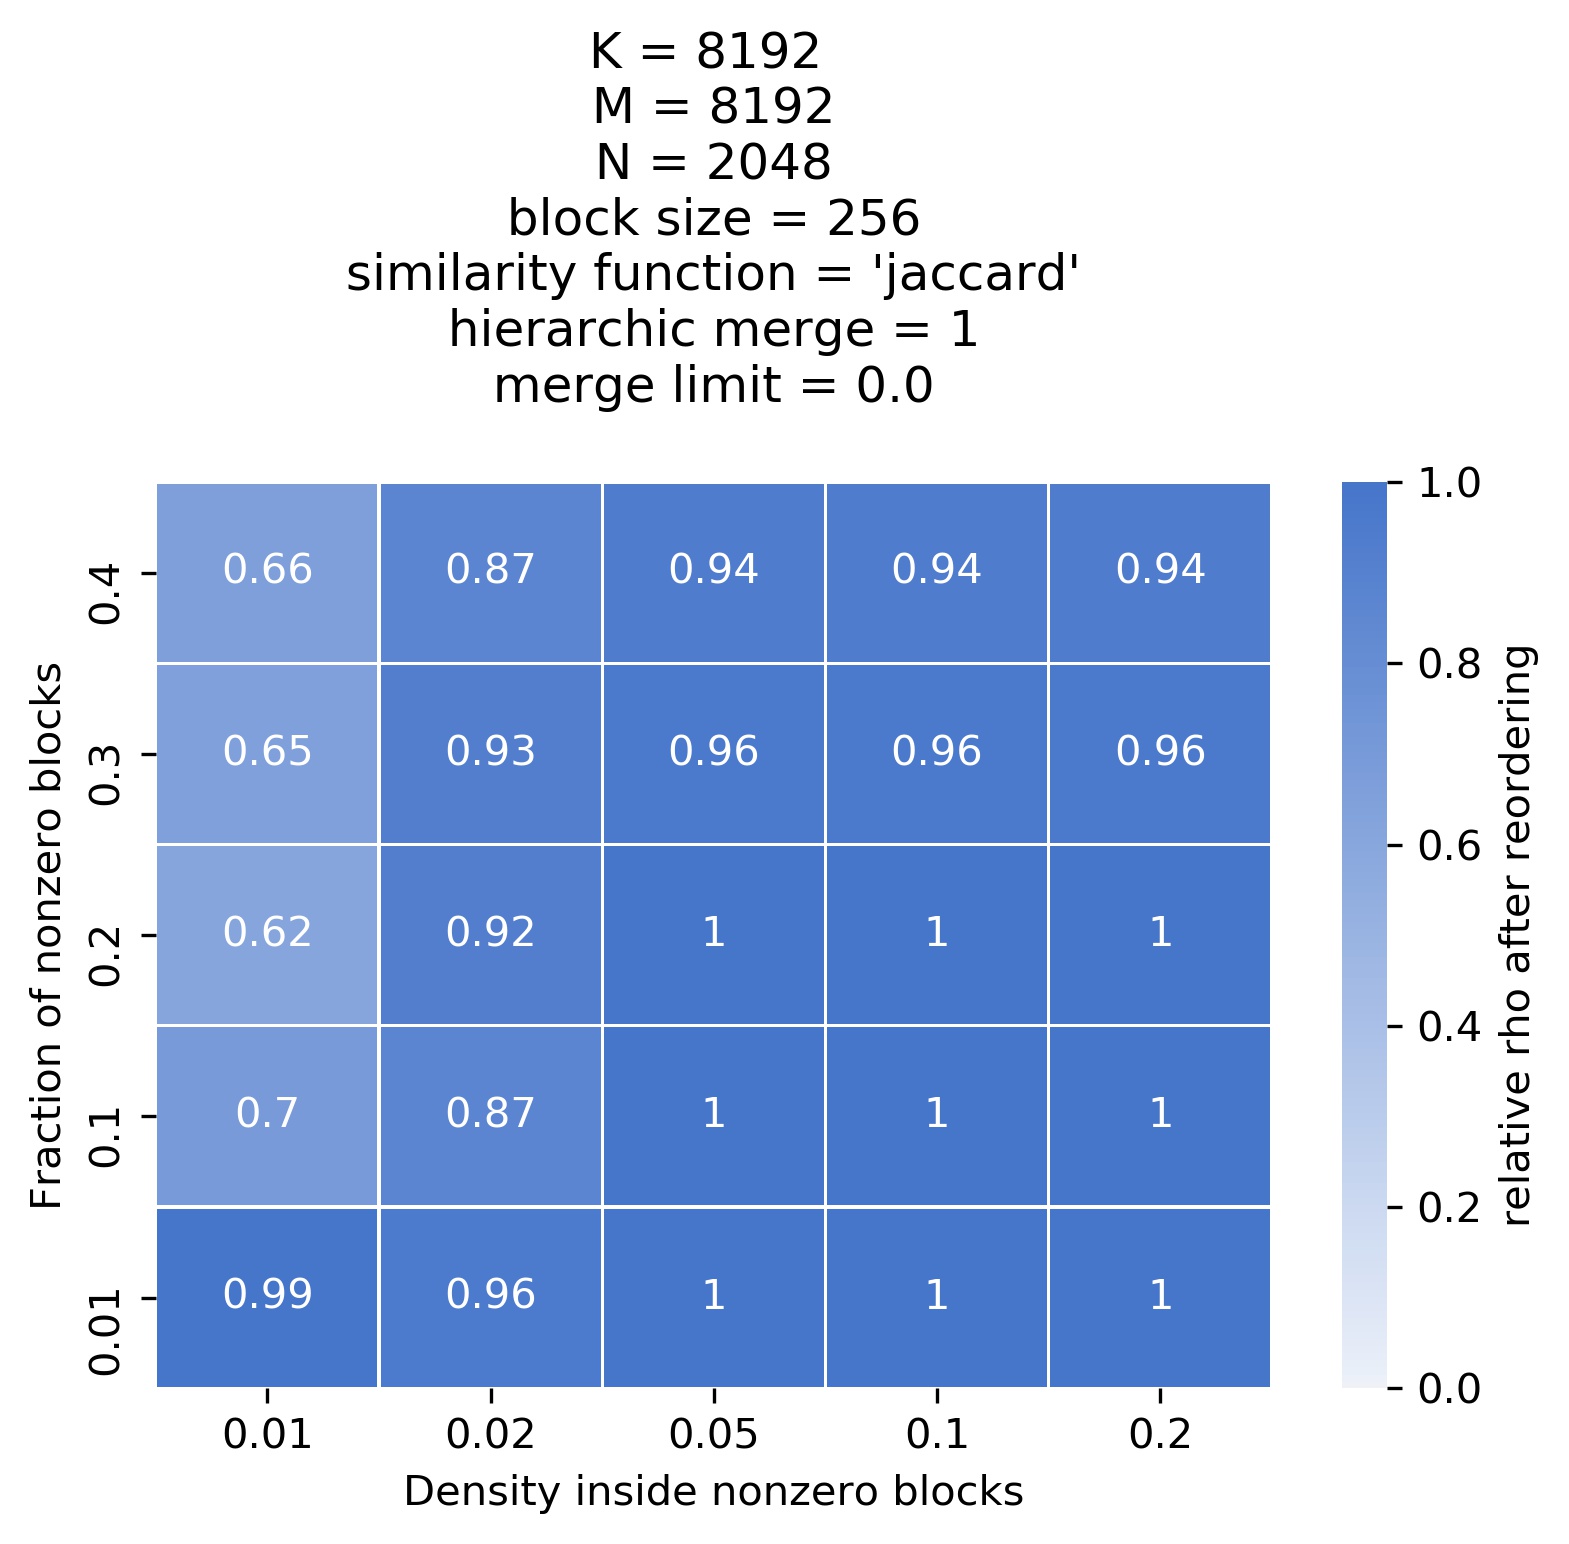 K = 8192
M = 8192
N = 2048
block size = 256
similarity function = 'jaccard'
hierarchic merge = 1
merge limit = 0.0
Fraction of nonzero blocks
0.4
0.66 0.87 0.94 0.94 0.94
0.3
0.65 0.93 0.96 0.96 0.96
0.2
0.62 0.92 1 1 1
0.1
0.7 0.87 1 1 1
0.01
0.99 0.96 1 1 1
0.01 0.02 0.05 0.1 0.2
Density inside nonzero blocks
1.0
0.8
0.6
0.4
0.2
0.0
relative rho after reordering